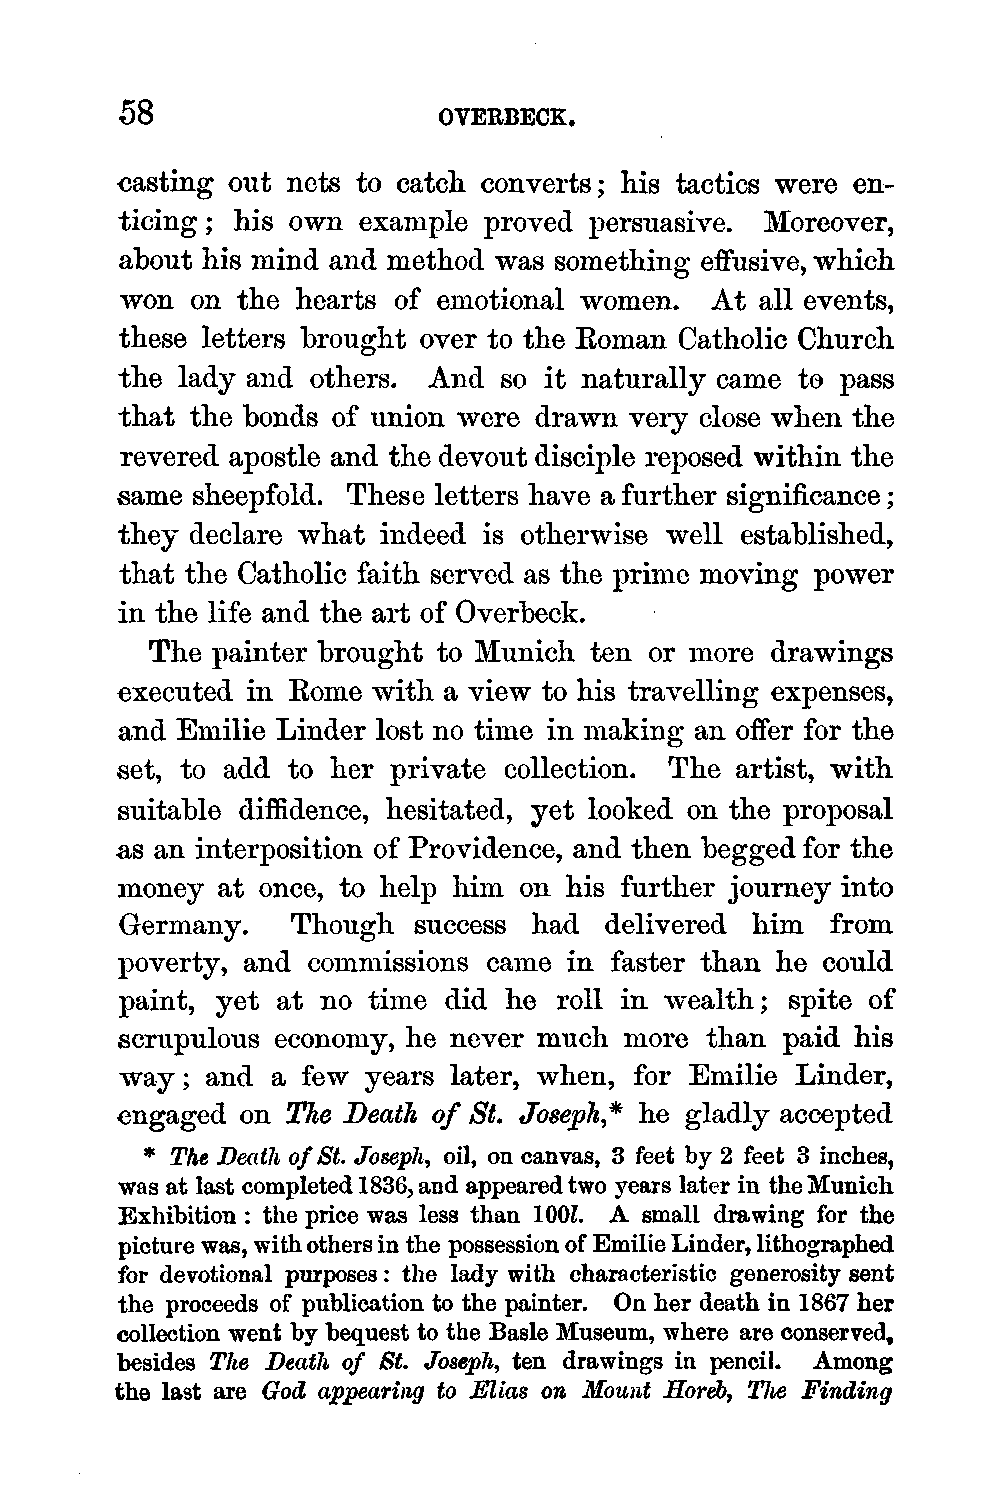 58 OVERBECK.
casting out nets to catch converts; his tactics were en-
ticing; his own example proved persuasive. Moreover,
about his mind and method was something effusive, which
won on the hearts of emotional women. At all events,
these letters brought over to the Roman Catholic Church
the lady and others. And so it naturally came to pass
that the bonds of union were drawn very close when the
revered apostle and the devout disciple reposed within the
same sheepfold. These letters have a further significance;
they declare what indeed is otherwise well established,
that the Catholic faith served as the prime moving power
in the life and the art of Overbeck.
The painter brought to Munich ten or more drawings
executed in Rome with a view to his travelling expenses,
and Emilie Linder lost no time in making an offer for the
set, to add to her private collection. The artist, with
suitable diffidence, hesitated, yet looked on the proposal
as an interposition of Providence, and then begged for the
money at once, to help him on his further journey into
Germany. Though success had delivered him from
poverty, and commissions came in faster than he could
paint, yet at no time did he roll in wealth; spite of
scrupulous economy, he never much more than paid his
way; and a few years later, when, for Emilie Linder,
engaged on The Death of St. Joseph,* he gladly accepted
* The Death of St. Joseph, oil, on canvas, 3 feet by 2 feet 3 inches,
was at last completed 1836, and appeared two years later in the Munich
Exhibition: the price was less than 100l. A small drawing for the
picture was, with others in the possession of Emilie Linder, lithographed
for devotional purposes: the lady with characteristic generosity sent
the proceeds of publication to the painter. On her death in 1867 her
collection went by bequest to the Basle Museum, where are conserved,
besides The Death of St. Joseph, ten drawings in pencil. Among
the last are God appearing to Elias on Mount Horeb, The Finding